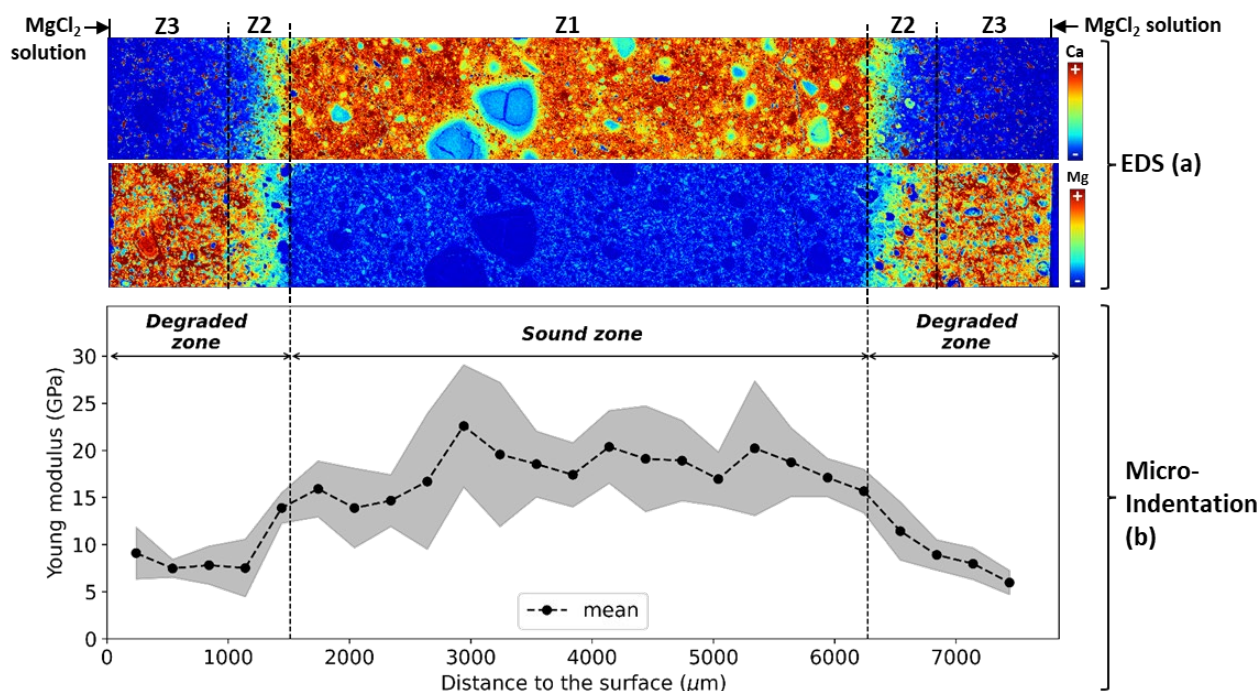 MgCl2 solution
Z3
Z2
Z1
Z2
Z3
MgCl2 solution
Ca
+
-
Mg
+
-
EDS (a)
Degraded zone
Sound zone
Degraded zone
30
25
20
15
10
5
0
Young modulus (GPa)
mean
0
1000
2000
3000
4000
5000
6000
7000
Distance to the surface (μm)
Micro-
Indentation
(b)